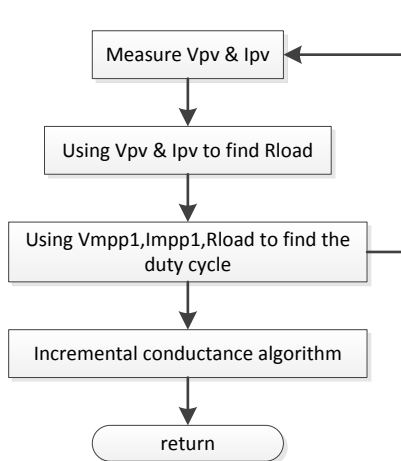 Measure Vpv & Ipv
Using Vpv & Ipv to find Rload
Using Vmpp1,Impp1,Rload to find the
duty cycle
Incremental conductance algorithm
return